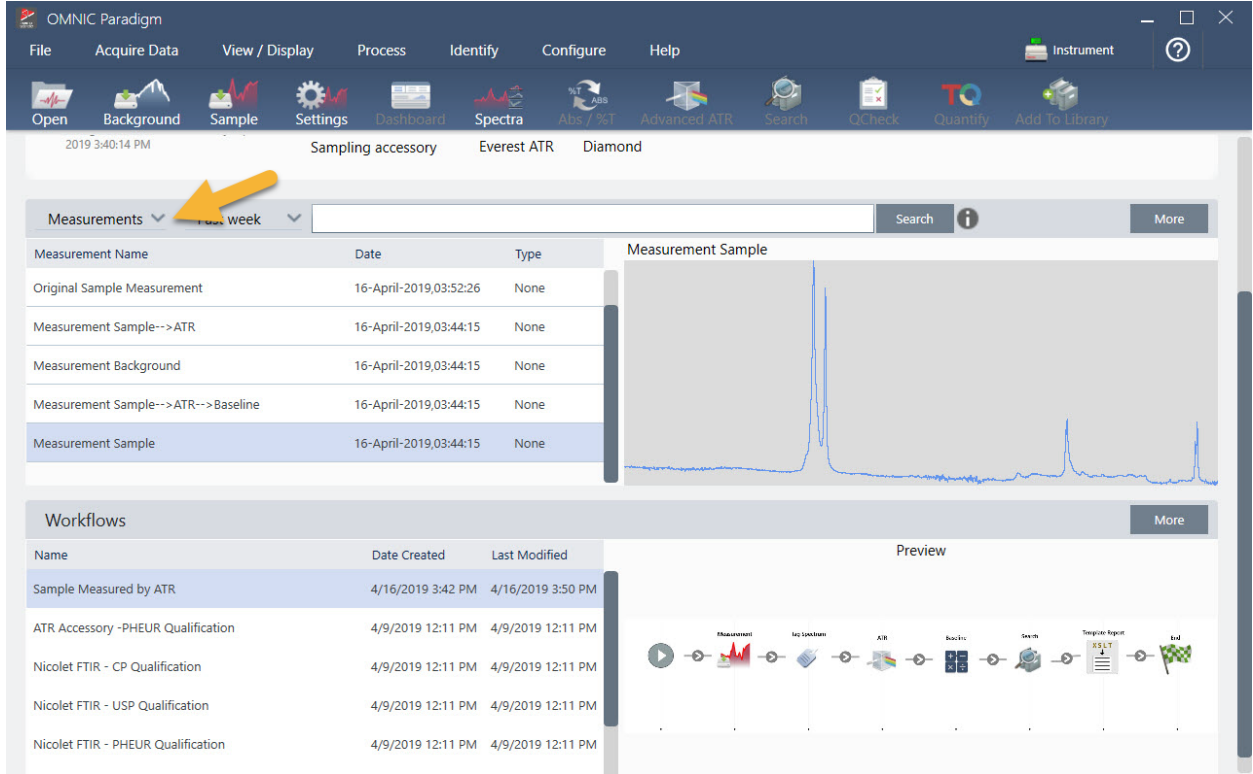 OMNIC Paradigm
File Acquire Data View / Display Process Identify Configure Help Instrument ?
%T ABS TQ
Open Background Sample Settings Dashboard Spectra Abs / %T Advanced ATR Search QCheck Quantify Add To Library
2019 3:40:14 PM Sampling accessory Everest ATR Diamond
Measurements Past week Search i More
Measurement Name Date Type Measurement Sample
Original Sample Measurement 16-April-2019,03:52:26 None
Measurement Sample-->ATR 16-April-2019,03:44:15 None
Measurement Background 16-April-2019,03:44:15 None
Measurement Sample-->ATR-->Baseline 16-April-2019,03:44:15 None
Measurement Sample 16-April-2019,03:44:15 None
Workflows More
Name Date Created Last Modified Preview
Sample Measured by ATR 4/16/2019 3:42 PM 4/16/2019 3:50 PM
ATR Accessory -PHEUR Qualification 4/9/2019 12:11 PM 4/9/2019 12:11 PM
Measurement Tag Spectrum ATR Baseline Search Template Report End
XSLT
Nicolet FTIR - CP Qualification 4/9/2019 12:11 PM 4/9/2019 12:11 PM
Nicolet FTIR - USP Qualification 4/9/2019 12:11 PM 4/9/2019 12:11 PM
Nicolet FTIR - PHEUR Qualification 4/9/2019 12:11 PM 4/9/2019 12:11 PM